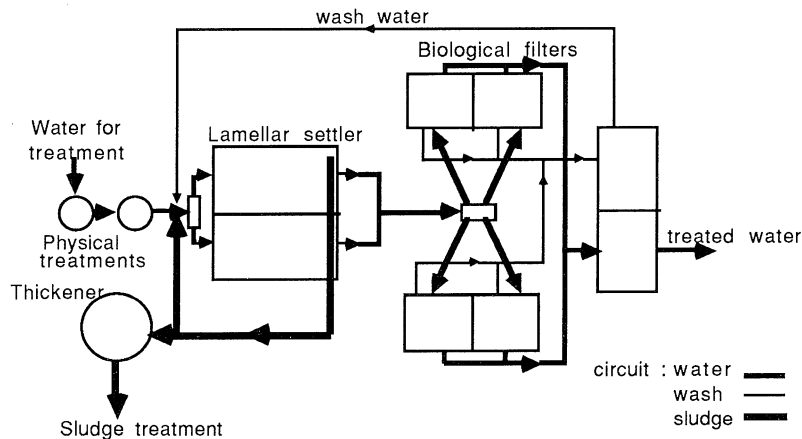 wash water
Biological filters
Water for
treatment
Lamellar settler
Physical
treatments
treated water
Thickener
circuit : water
wash
sludge
Sludge treatment